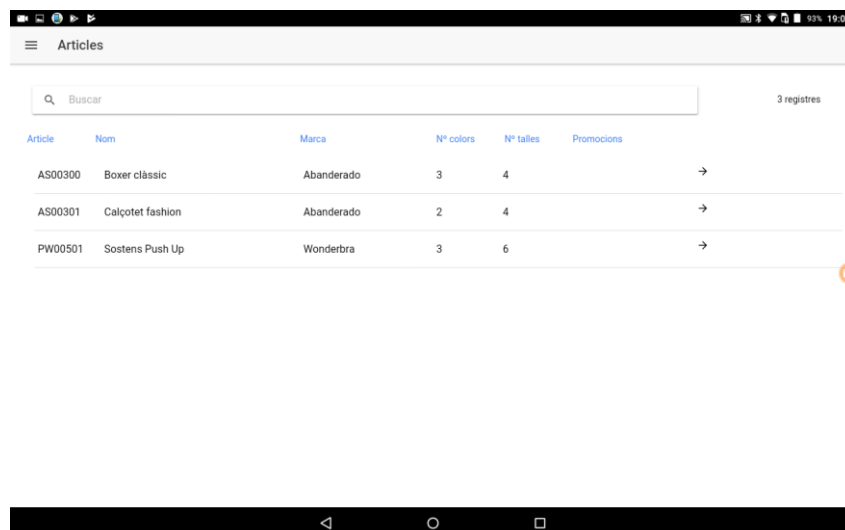 93% 19:0
Articles
Buscar 3 registres
Article Nom Marca Nº colors Nº talles Promocions
AS00300 Boxer clàssic Abanderado 3 4
AS00301 Calçotet fashion Abanderado 2 4
PW00501 Sostens Push Up Wonderbra 3 6